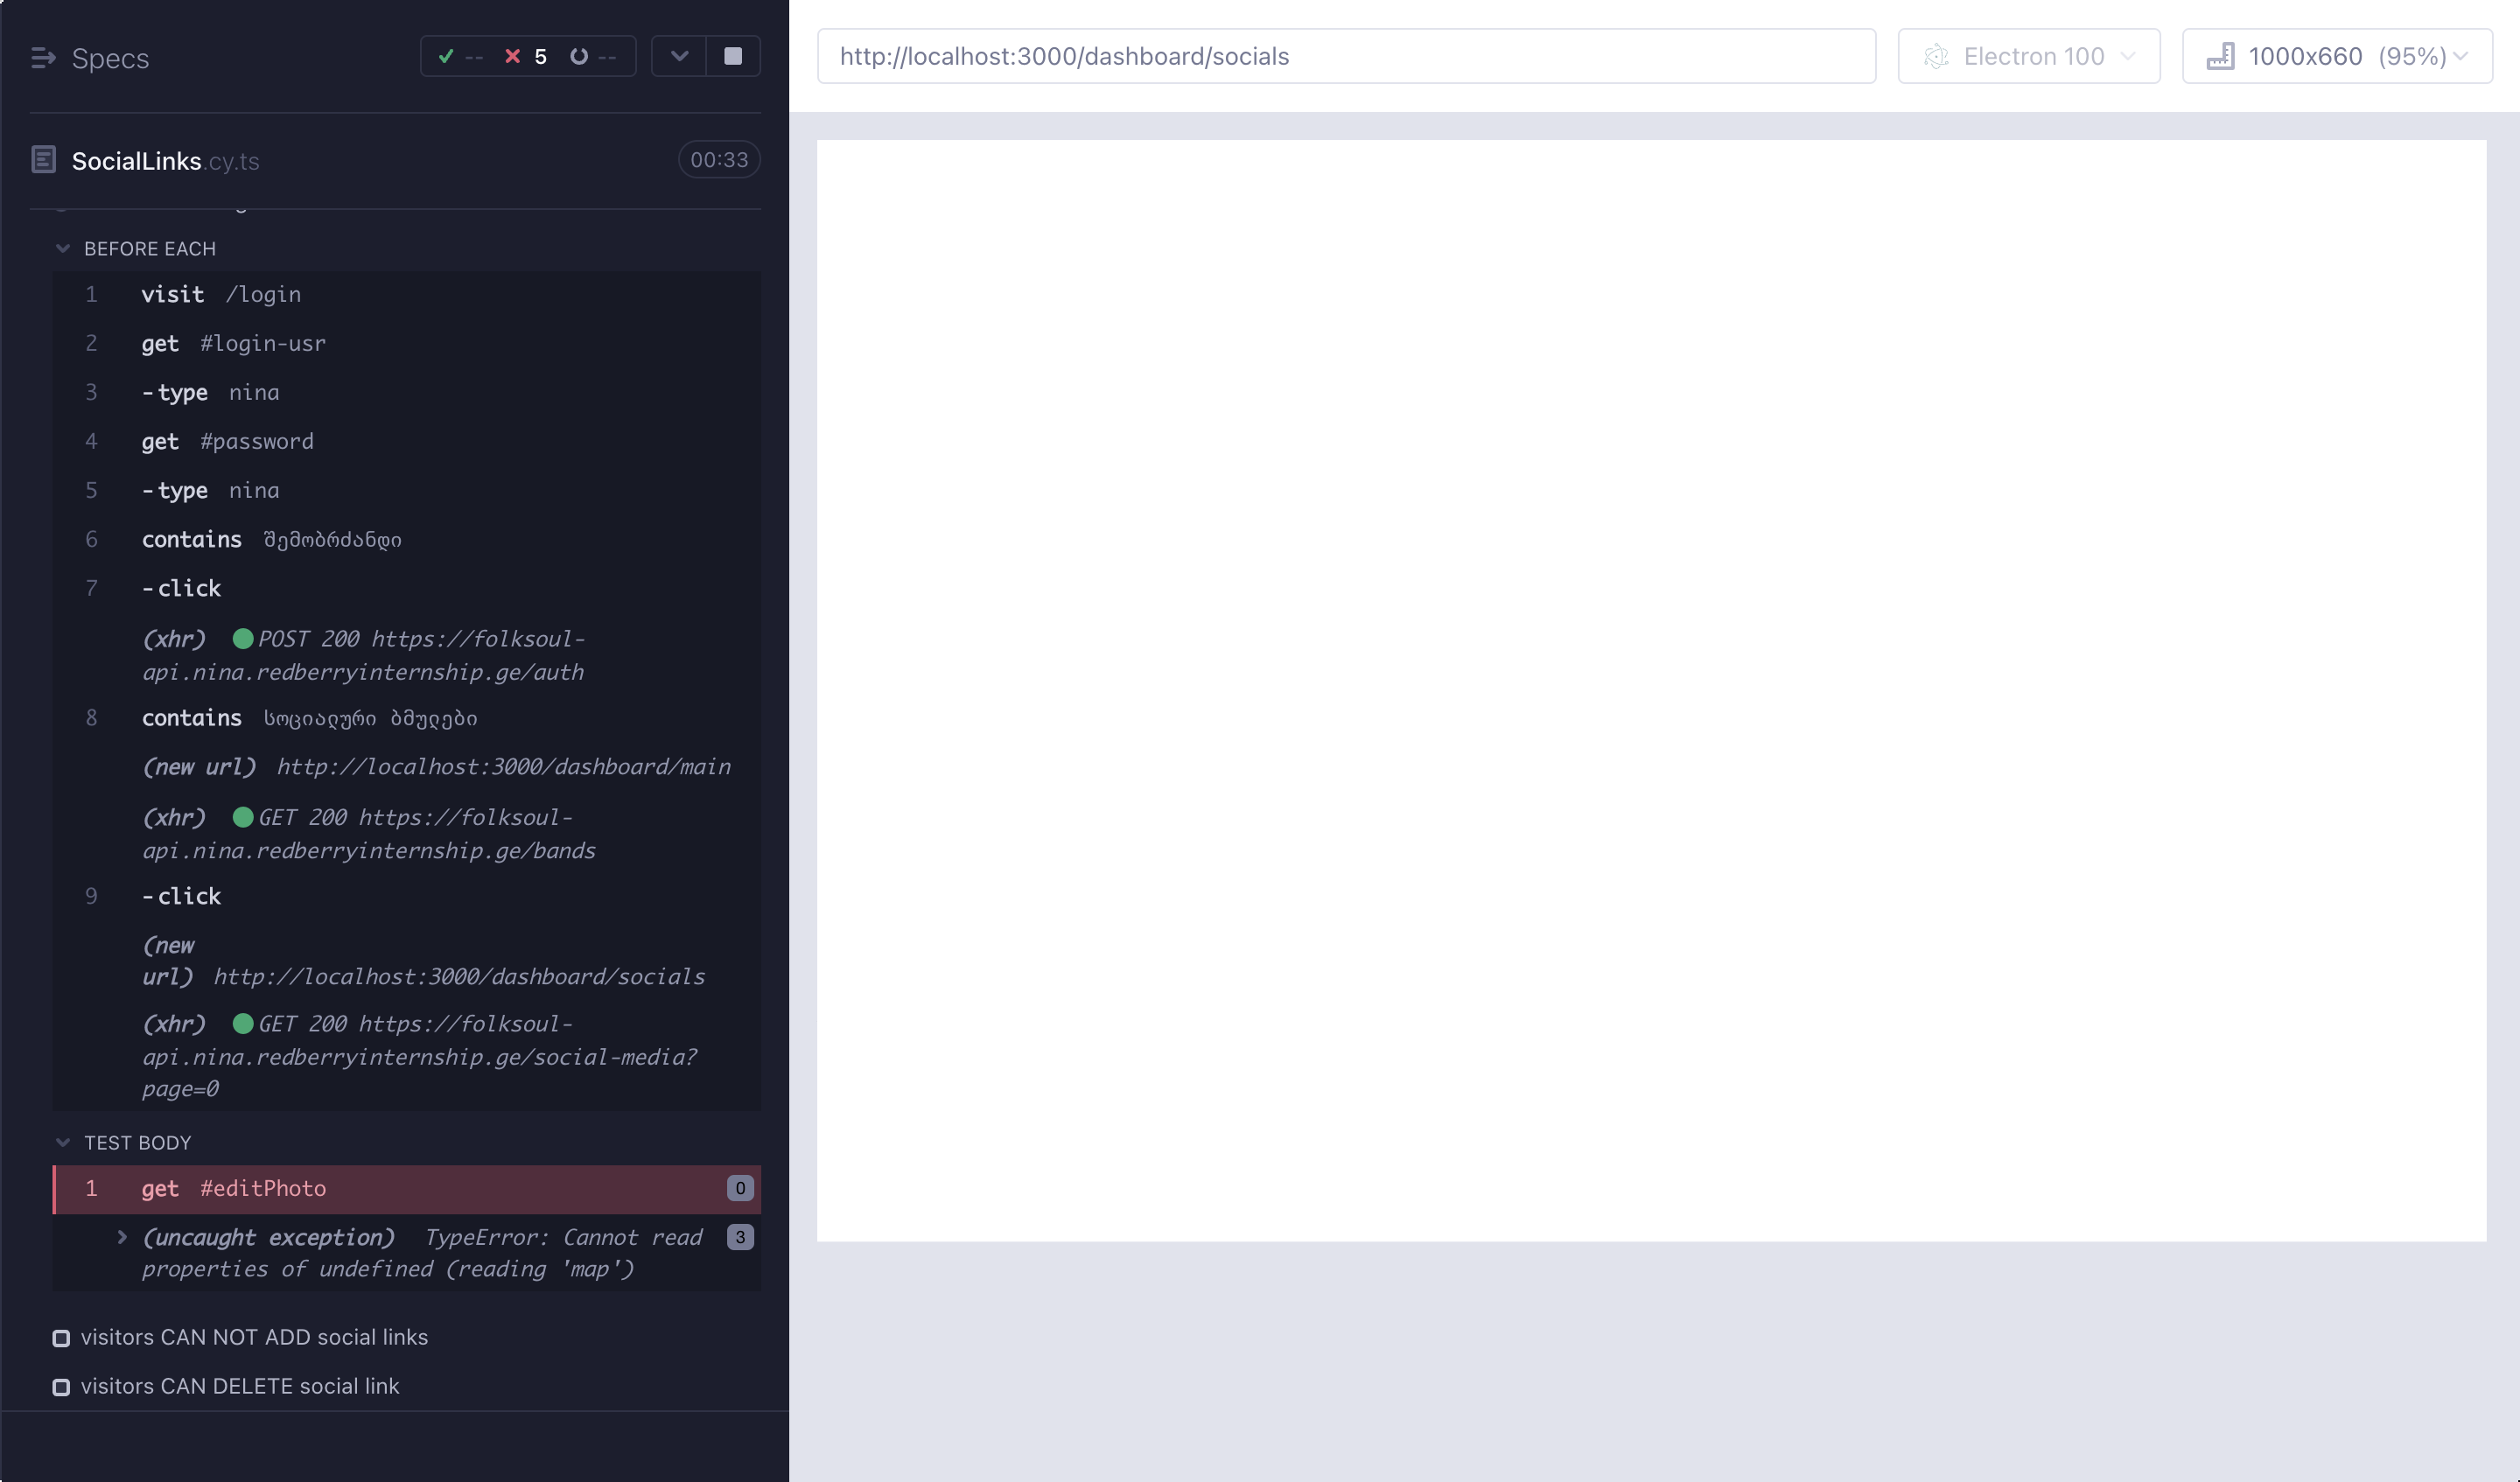 Specs
-- 5 --
SocialLinks.cy.ts
00:33
BEFORE EACH
1 visit /login
2 get #login-usr
3 -type nina
4 get #password
5 -type nina
6 contains შემობრძანდი
7 -click
(xhr) POST 200 https://folksoul-
api.nina.redberryinternship.ge/auth
8 contains სოციალური ბმულები
(new url) http://localhost:3000/dashboard/main
(xhr) GET 200 https://folksoul-
api.nina.redberryinternship.ge/bands
9 -click
(new
url) http://localhost:3000/dashboard/socials
(xhr) GET 200 https://folksoul-
api.nina.redberryinternship.ge/social-media?
page=0
TEST BODY
1 get #editPhoto 0
(uncaught exception) TypeError: Cannot read 3
properties of undefined (reading 'map')
visitors CAN NOT ADD social links
visitors CAN DELETE social link
http://localhost:3000/dashboard/socials
Electron 100
1000x660 (95%)